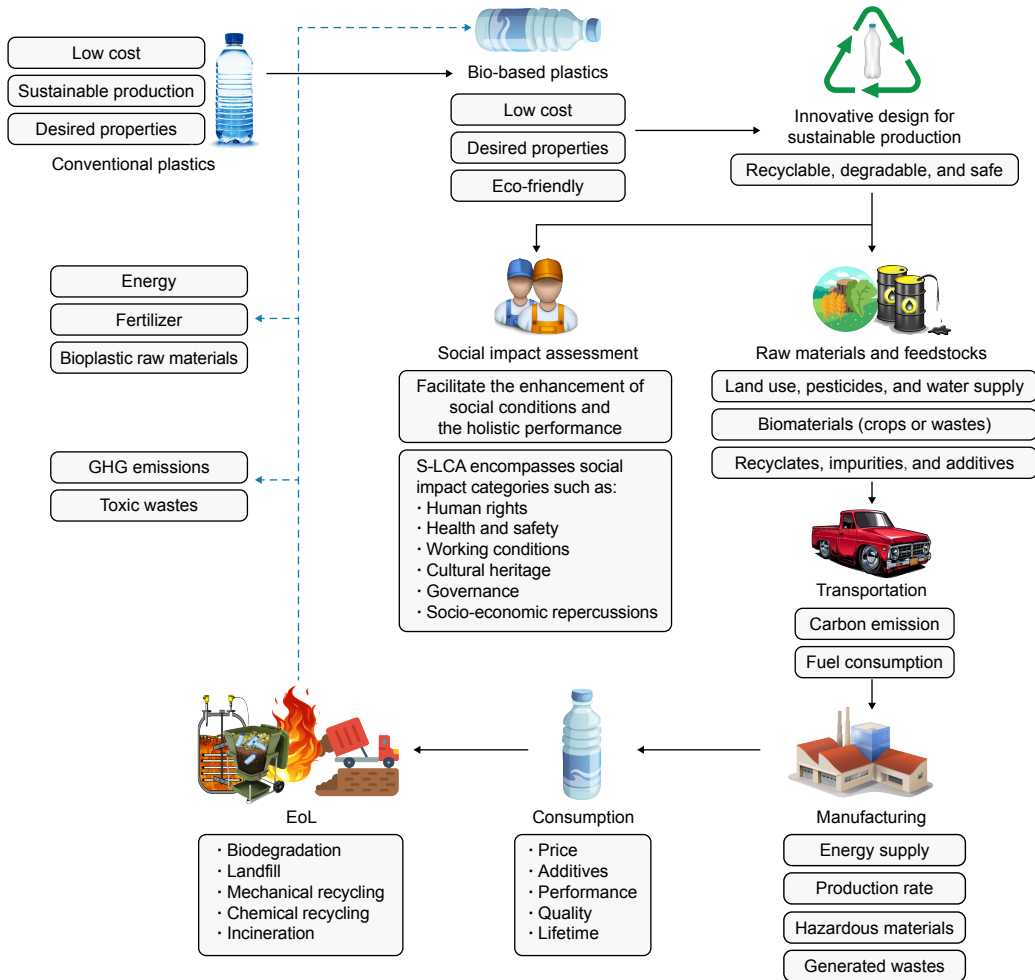 Low cost
Sustainable production
Desired properties
Conventional plastics
Bio-based plastics
Low cost
Desired properties
Eco-friendly
Innovative design for
sustainable production
Recyclable, degradable, and safe
Energy
Fertilizer
Bioplastic raw materials
GHG emissions
Toxic wastes
Social impact assessment
Facilitate the enhancement of
social conditions and
the holistic performance
S-LCA encompasses social
impact categories such as:
· Human rights
· Health and safety
· Working conditions
· Cultural heritage
· Governance
· Socio-economic repercussions
Raw materials and feedstocks
Land use, pesticides, and water supply
Biomaterials (crops or wastes)
Recyclates, impurities, and additives
Transportation
Carbon emission
Fuel consumption
Manufacturing
Energy supply
Production rate
Hazardous materials
Generated wastes
Consumption
· Price
· Additives
· Performance
· Quality
· Lifetime
EoL
· Biodegradation
· Landfill
· Mechanical recycling
· Chemical recycling
· Incineration